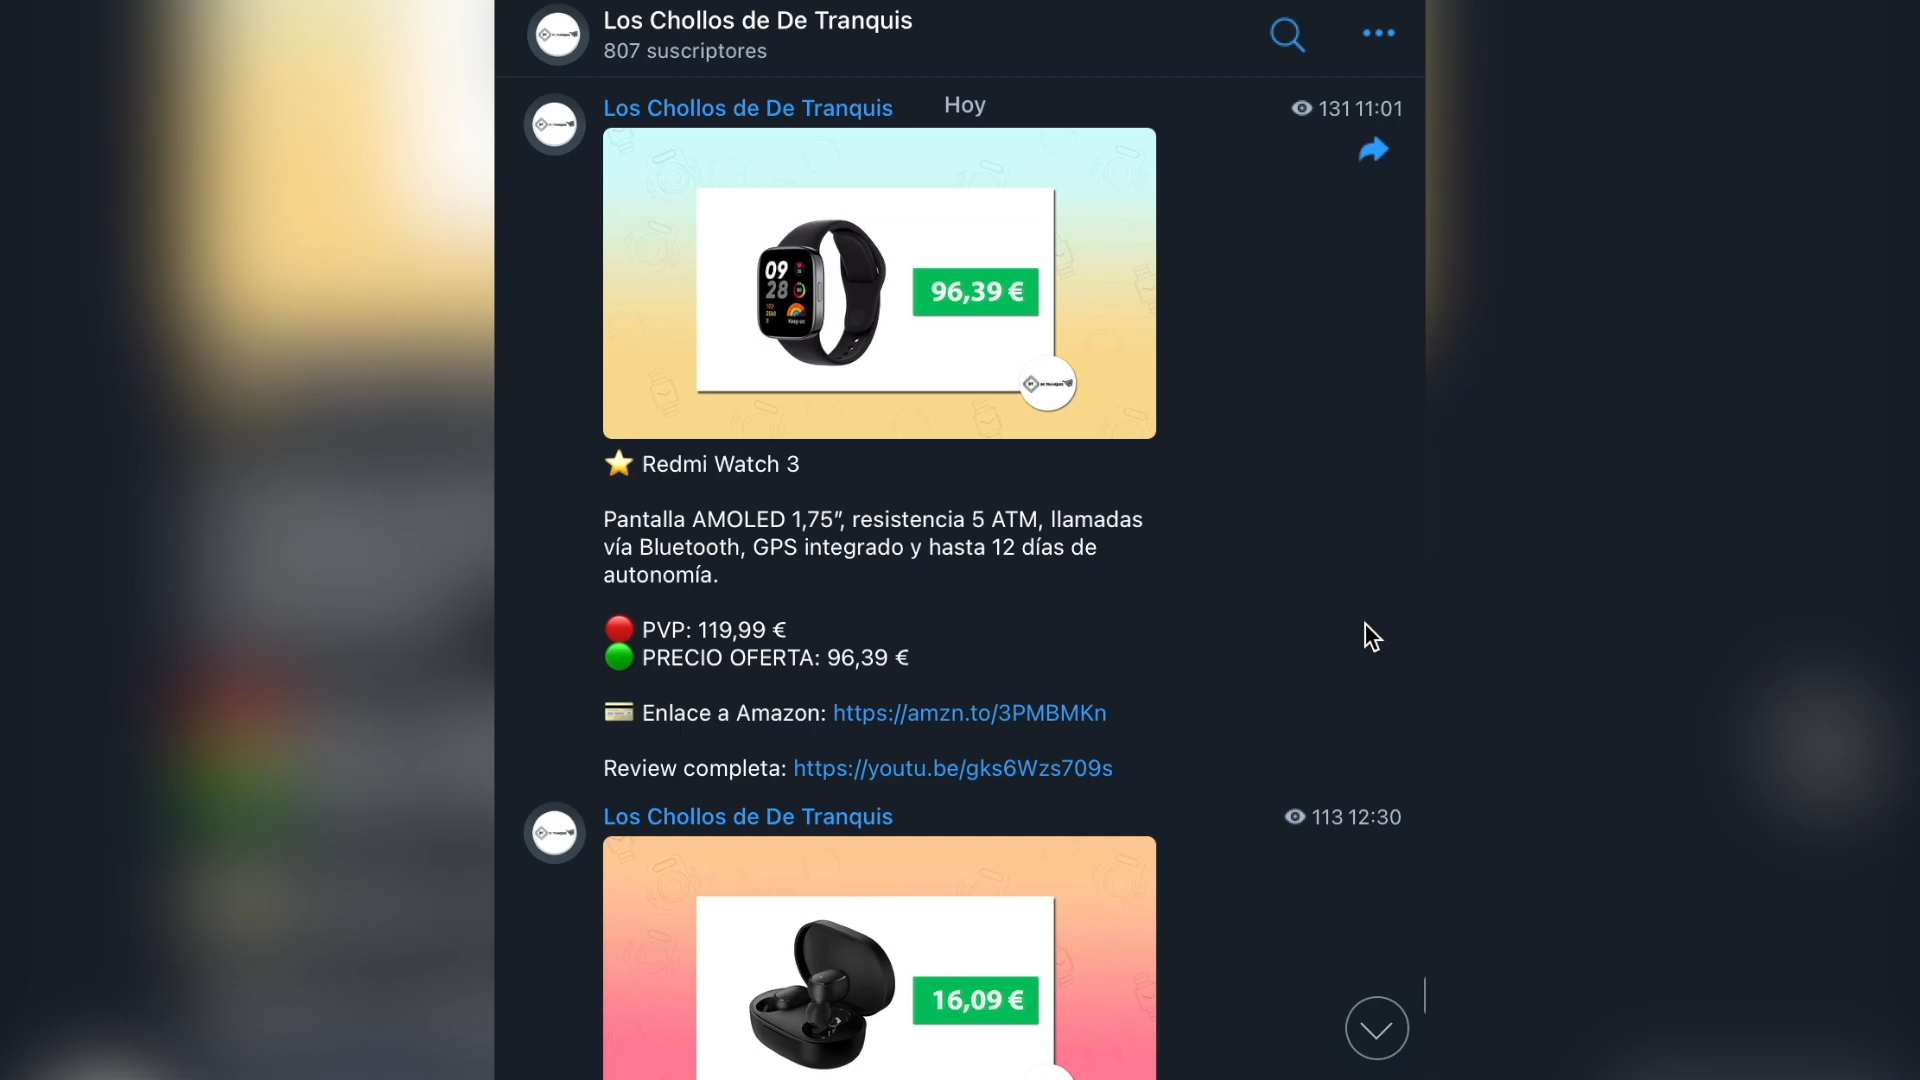 Los Chollos de De Tranquis
807 suscriptores
Los Chollos de De Tranquis
Hoy
131 11:01
09
28
96,39 €
⭐ Redmi Watch 3
Pantalla AMOLED 1,75”, resistencia 5 ATM, llamadas
vía Bluetooth, GPS integrado y hasta 12 días de
autonomía.
🔴 PVP: 119,99 €
🟢 PRECIO OFERTA: 96,39 €
💳 Enlace a Amazon: https://amzn.to/3PMBMKn
Review completa: https://youtu.be/gks6Wzs709s
Los Chollos de De Tranquis
113 12:30
16,09 €